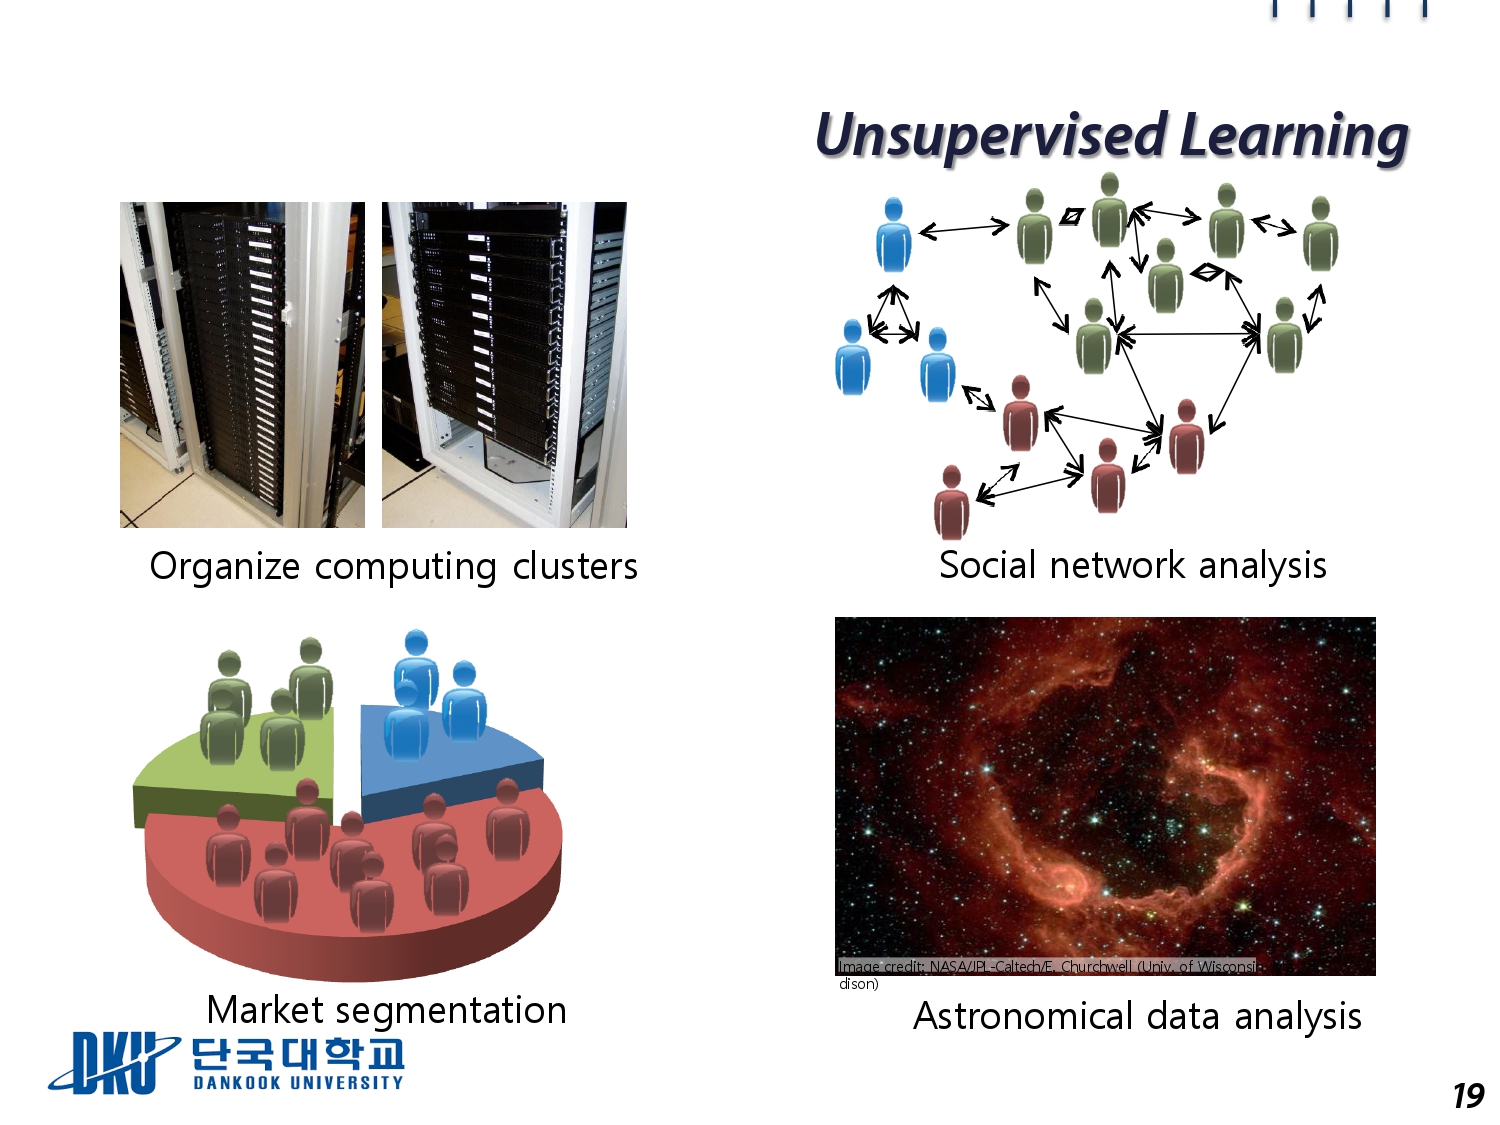 Unsupervised Learning
Organize computing clusters
Social network analysis
Image credit: NASA/JPL-Caltech/E. Churchwell (Univ. of Wisconsi
dison)
Market segmentation
Astronomical data analysis
DKU 단국대학교
DANKOOK UNIVERSITY
19